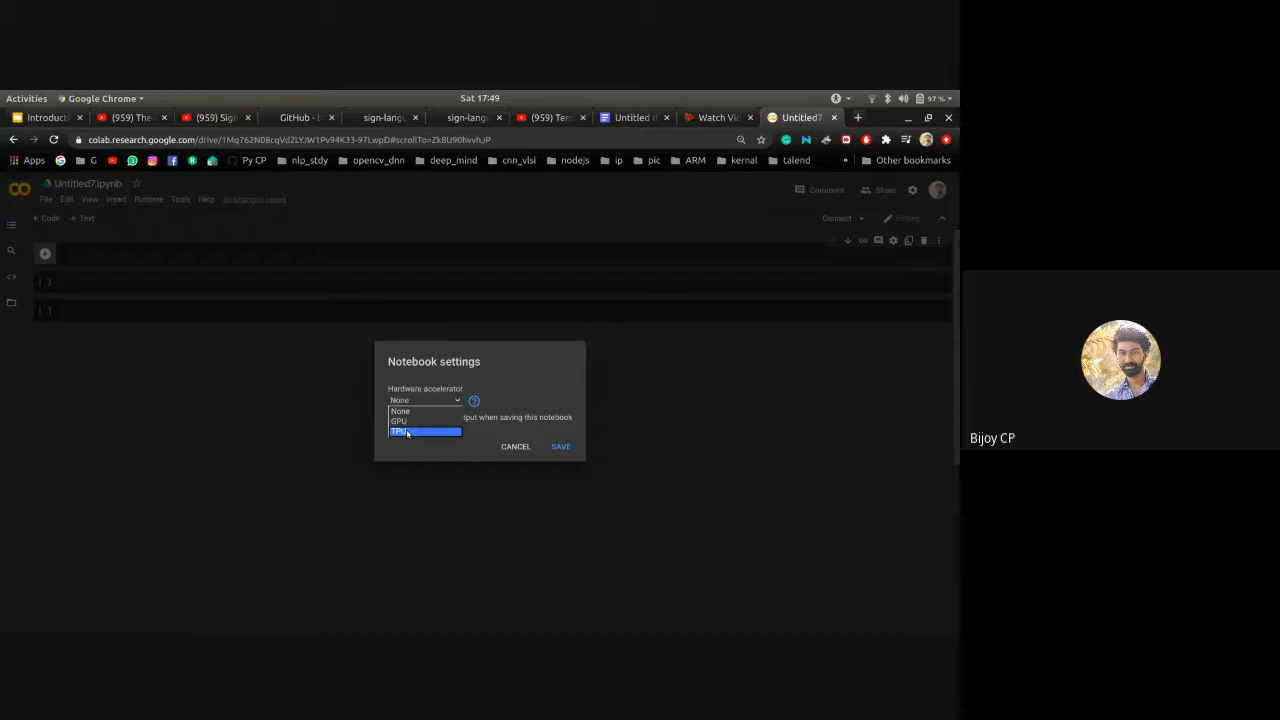 Activities Google Chrome Sat 17:49 97 %
Introducti (959) The (959) Sign GitHub - b sign-langu sign-langu (959) Tens Untitled d Watch Vid Untitled7
colab.research.google.com/drive/1Mq762N08cqVdZLYJW1Pv94K33-97LwpD#scrollTo=Zk8U90hvvhJP
Apps G Py CP nlp_stdy opencv_dnn deep_mind cnn_vlsi nodejs ip pic ARM kernal talend » Other bookmarks
Untitled7.ipynb
Comment Share
File Edit View Insert Runtime Tools Help All changes saved
+ Code + Text Connect Editing
[ ]
[ ]
Notebook settings
Hardware accelerator
None
None
GPU
tput when saving this notebook
TPU
CANCEL SAVE
Bijoy CP